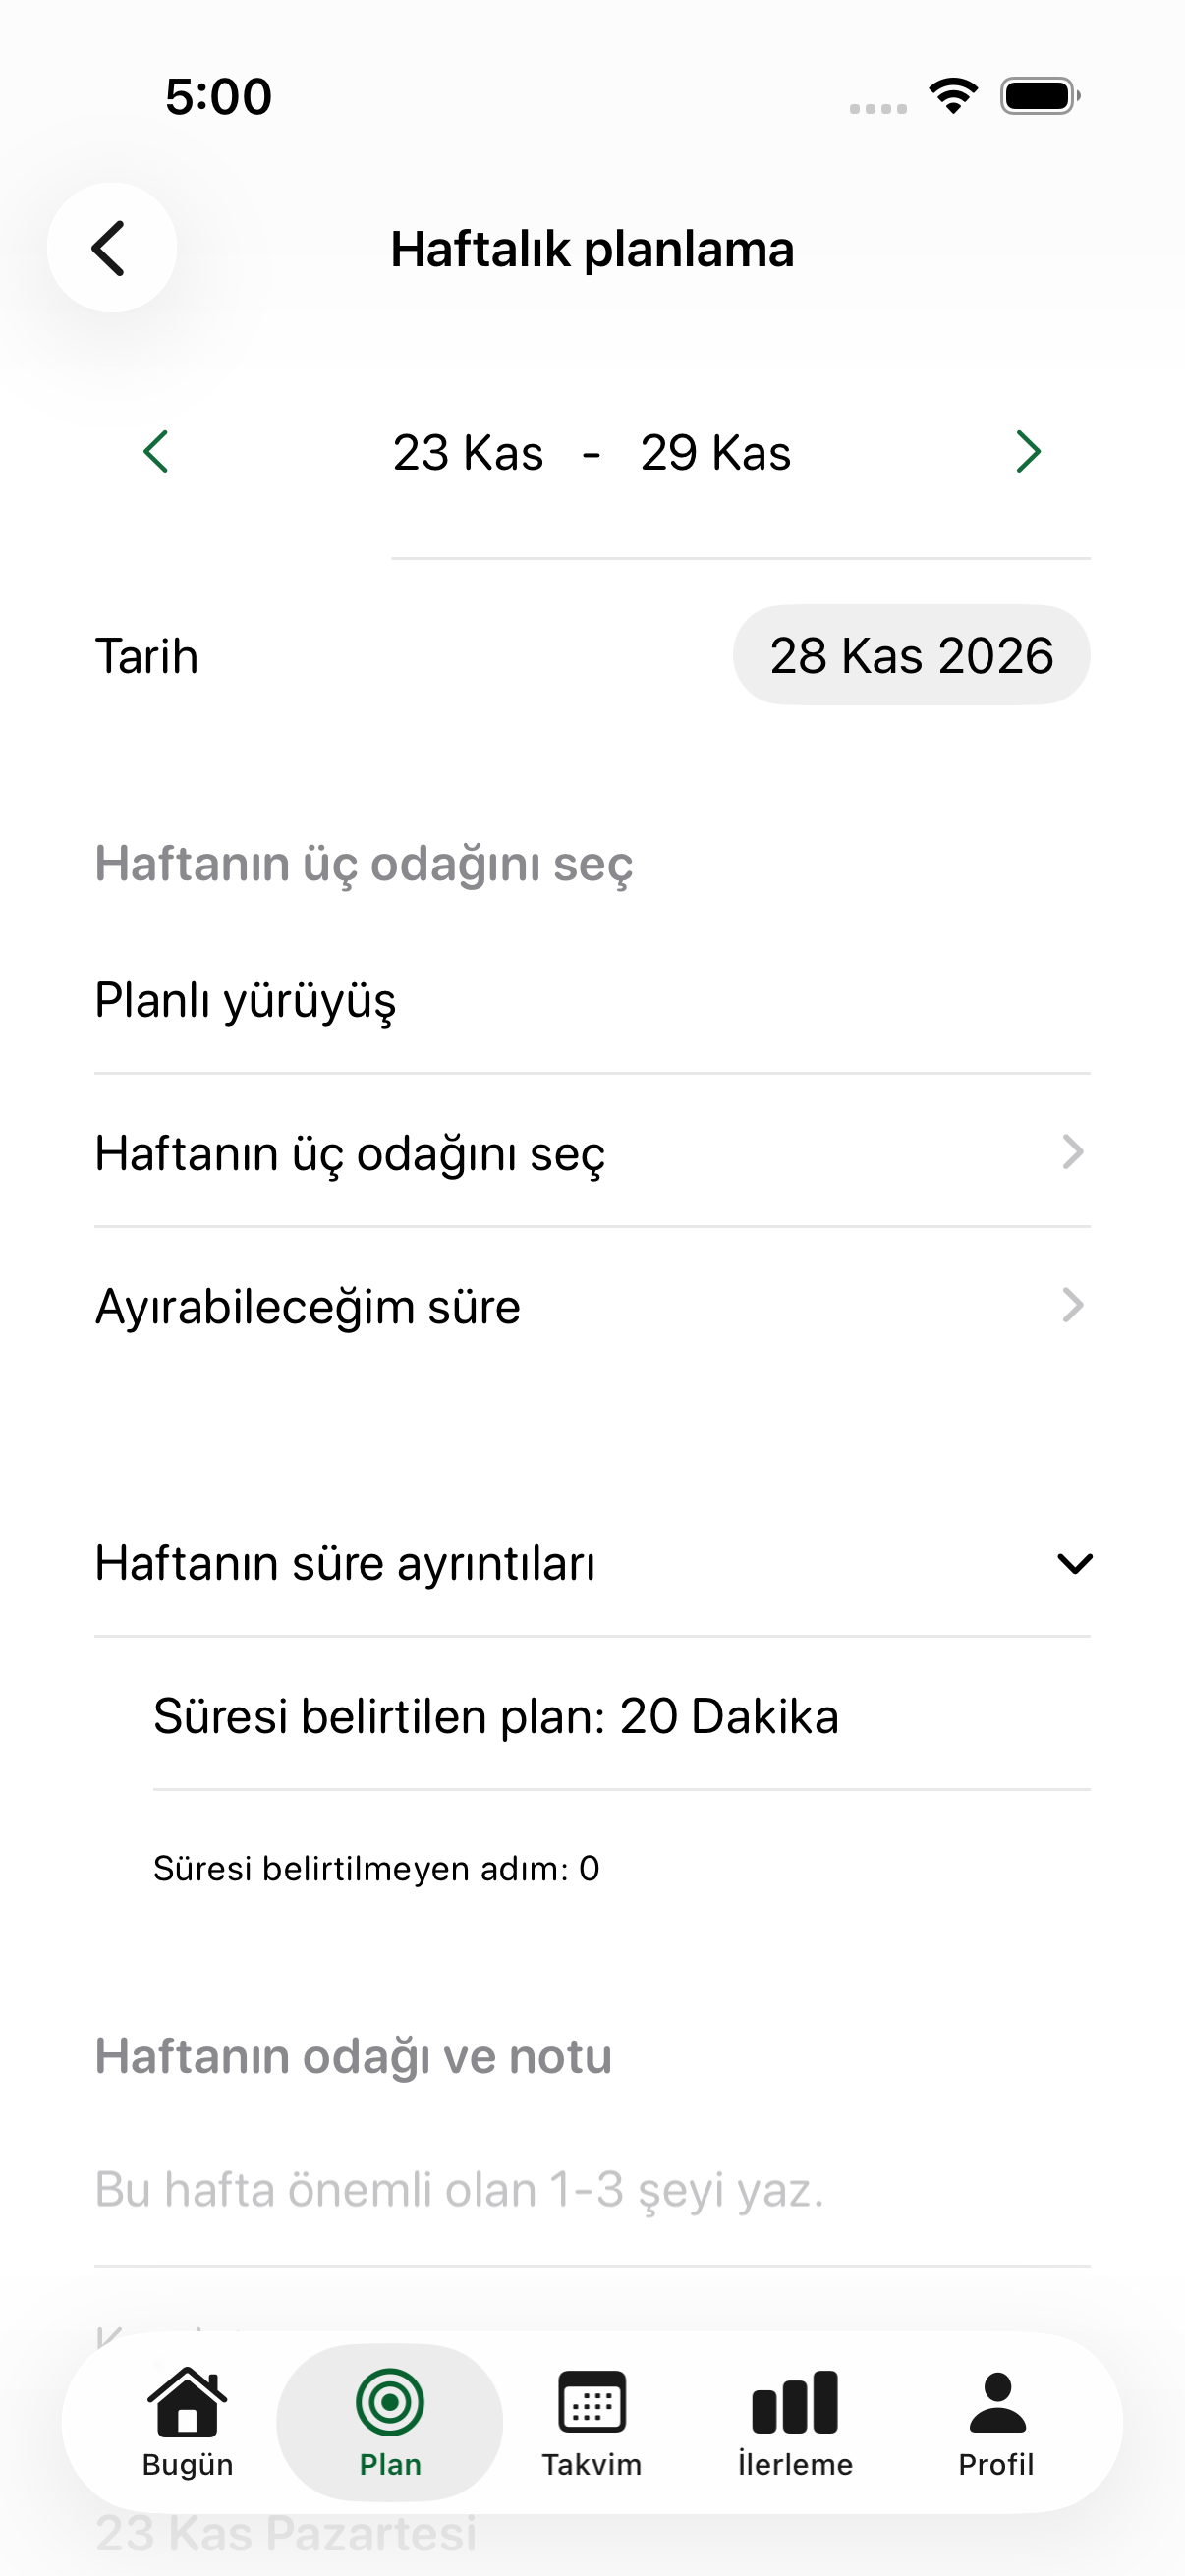 5:00
Haftalık planlama
23 Kas - 29 Kas
Tarih
28 Kas 2026
Haftanın üç odağını seç
Planlı yürüyüş
Haftanın üç odağını seç
Ayırabileceğim süre
Haftanın süre ayrıntıları
Süresi belirtilen plan: 20 Dakika
Süresi belirtilmeyen adım: 0
Haftanın odağı ve notu
Bu hafta önemli olan 1-3 şeyi yaz.
Bugün
Plan
Takvim
İlerleme
Profil
23 Kas Pazartesi